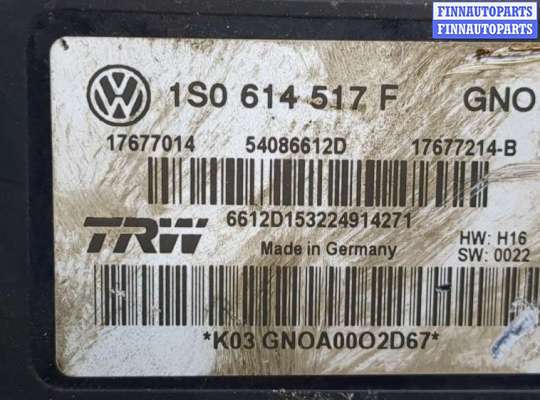 FINNAUTOPARTS
FINNAUTOPARTS
1S0 614 517 F GNO
17677014 54086612D 17677214-B
6612D153224914271
TRW
Made in Germany
HW: H16
SW: 0022
*K03 GNOA00O2D67*